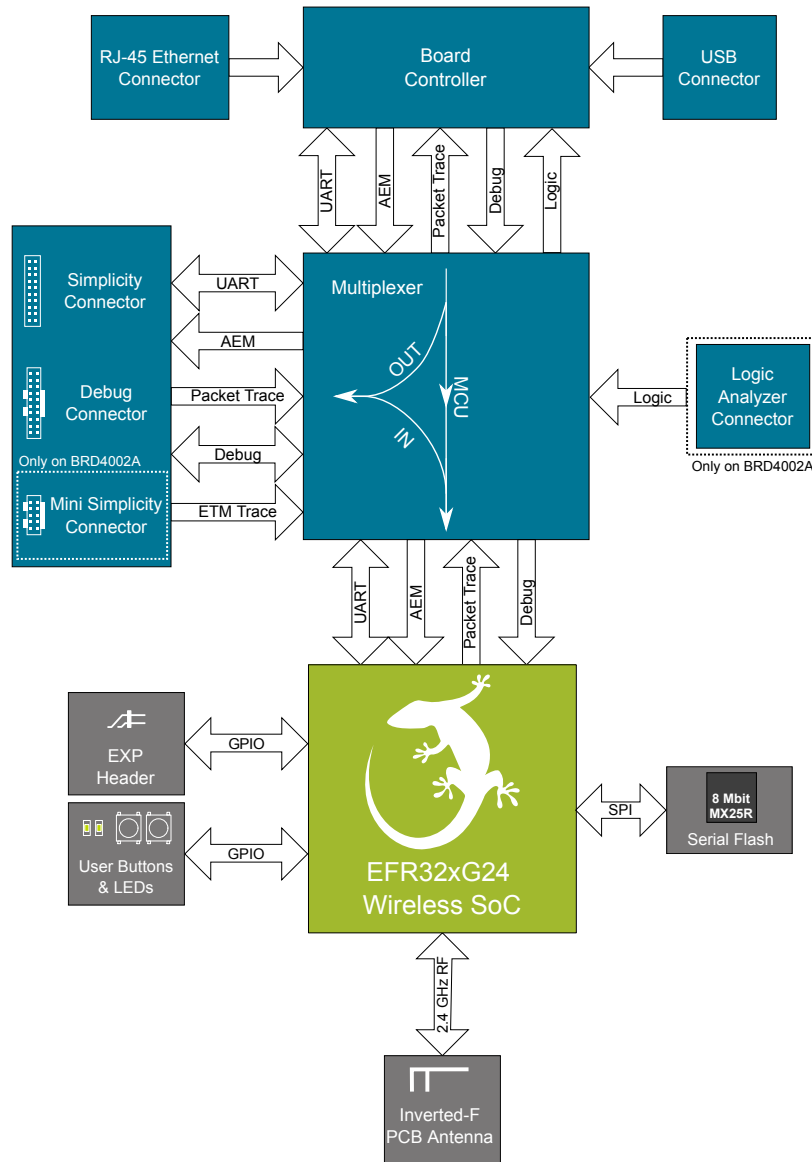 RJ-45 Ethernet
Connector
Board
Controller
USB
Connector
UART
AEM
Packet Trace
Debug
Logic
Simplicity
Connector
Debug
Connector
Only on BRD4002A
Mini Simplicity
Connector
UART
AEM
Packet Trace
Debug
ETM Trace
Multiplexer
OUT
MCU
IN
Logic
Logic
Analyzer
Connector
Only on BRD4002A
UART
AEM
Packet Trace
Debug
EXP
Header
GPIO
User Buttons
& LEDs
GPIO
EFR32xG24
Wireless SoC
SPI
8 Mbit
MX25R
Serial Flash
2.4 GHz RF
Inverted-F
PCB Antenna